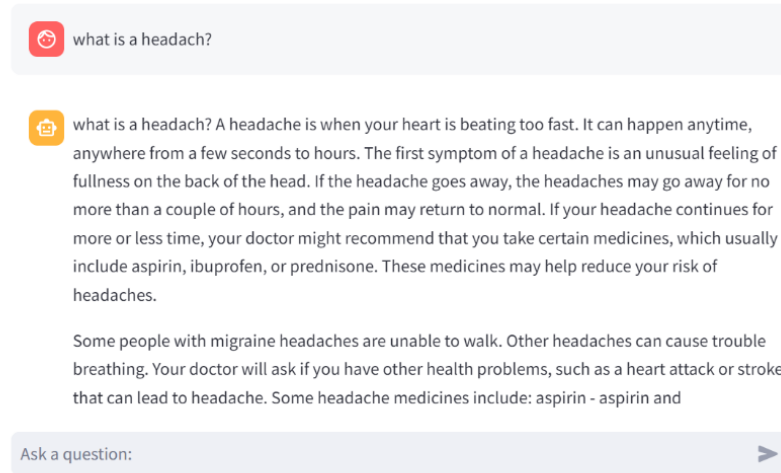 what is a headach?
what is a headach? A headache is when your heart is beating too fast. It can happen anytime,
anywhere from a few seconds to hours. The first symptom of a headache is an unusual feeling of
fullness on the back of the head. If the headache goes away, the headaches may go away for no
more than a couple of hours, and the pain may return to normal. If your headache continues for
more or less time, your doctor might recommend that you take certain medicines, which usually
include aspirin, ibuprofen, or prednisone. These medicines may help reduce your risk of
headaches.
Some people with migraine headaches are unable to walk. Other headaches can cause trouble
breathing. Your doctor will ask if you have other health problems, such as a heart attack or stroke
that can lead to headache. Some headache medicines include: aspirin - aspirin and
Ask a question: